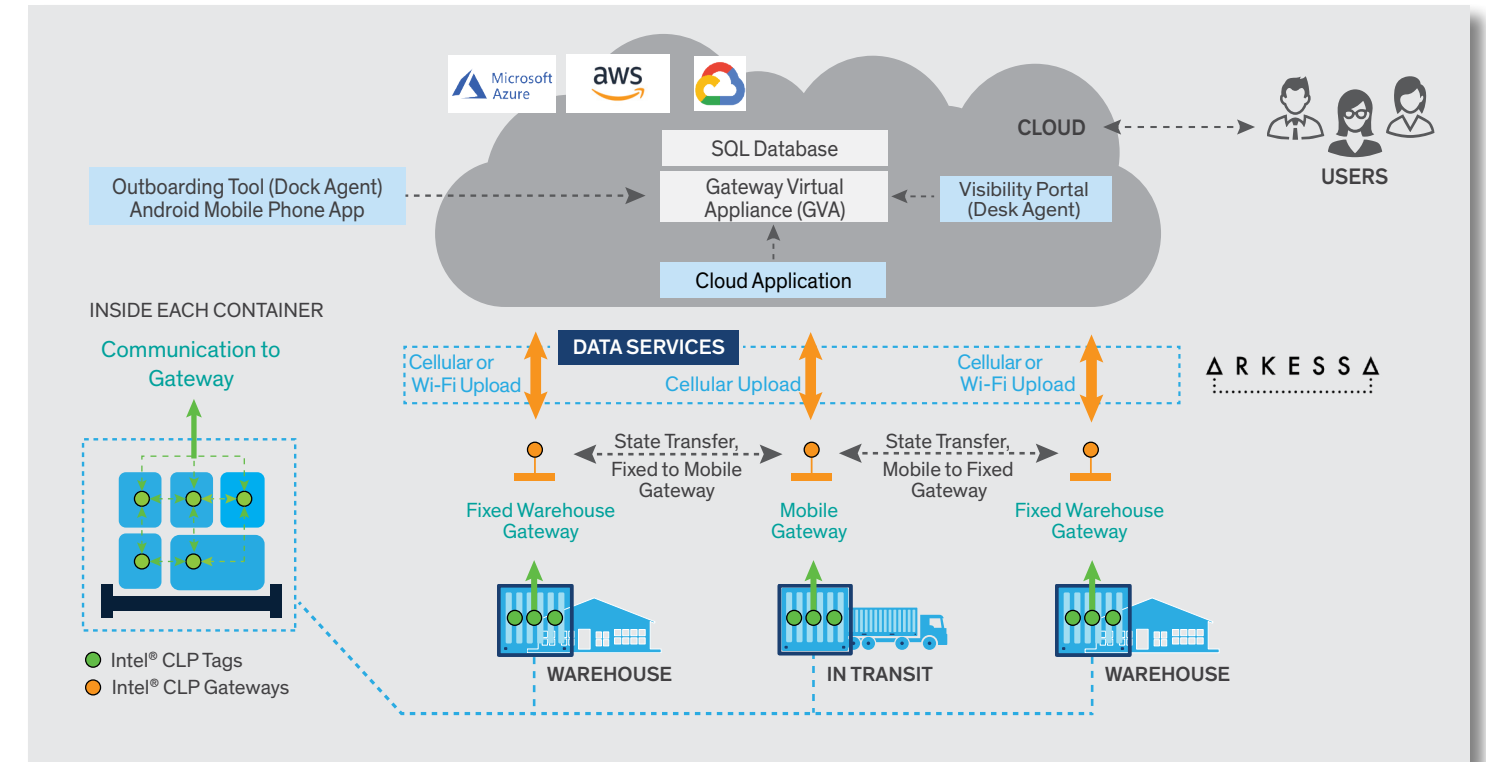 Microsoft
Azure
aws
CLOUD
USERS
SQL Database
Gateway Virtual
Appliance (GVA)
Outboarding Tool (Dock Agent)
Android Mobile Phone App
Visibility Portal
(Desk Agent)
Cloud Application
INSIDE EACH CONTAINER
Communication to
Gateway
DATA SERVICES
Cellular or
Wi-Fi Upload
Cellular Upload
Cellular or
Wi-Fi Upload
ARKESSA
State Transfer,
Fixed to Mobile
Gateway
State Transfer,
Mobile to Fixed
Gateway
Fixed Warehouse
Gateway
Mobile
Gateway
Fixed Warehouse
Gateway
Intel® CLP Tags
Intel® CLP Gateways
WAREHOUSE
IN TRANSIT
WAREHOUSE